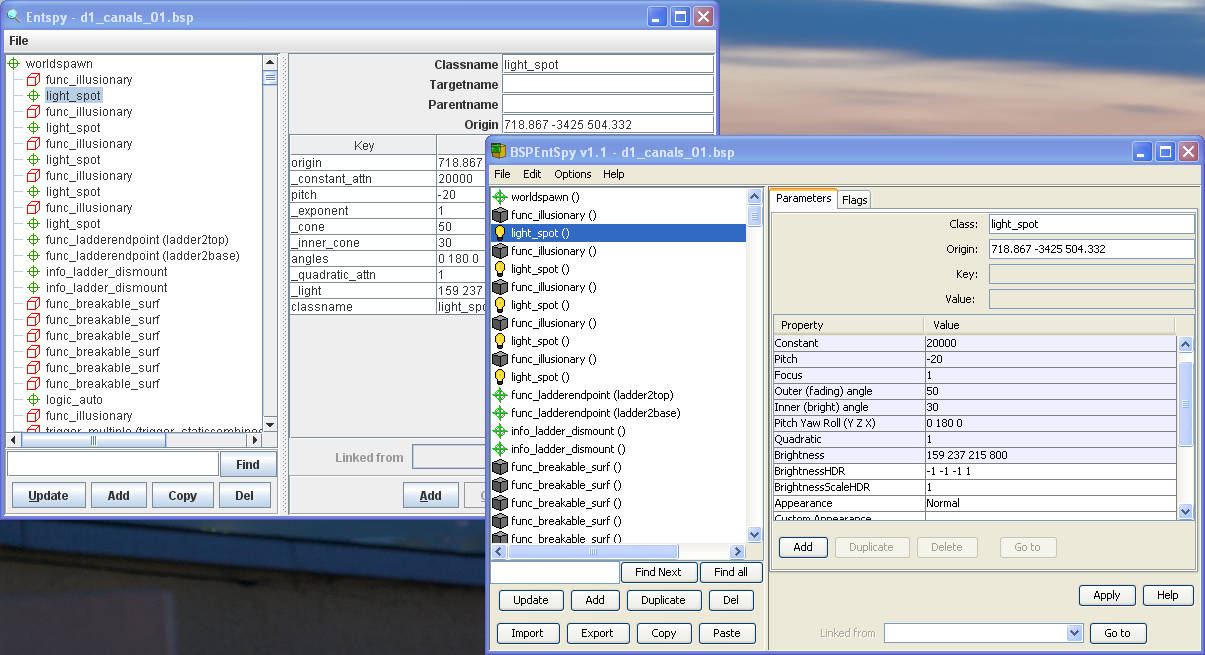 Entspy - d1_canals_01.bsp
File
worldspawn
func_illusionary
light_spot
func_illusionary
light_spot
func_illusionary
light_spot
func_illusionary
light_spot
func_illusionary
light_spot
func_ladderendpoint (ladder2top)
func_ladderendpoint (ladder2base)
info_ladder_dismount
info_ladder_dismount
func_breakable_surf
func_breakable_surf
func_breakable_surf
func_breakable_surf
func_breakable_surf
func_breakable_surf
logic_auto
func_illusionary
Find
Update Add Copy Del
Classname light_spot
Targetname
Parentname
Origin 718.867 -3425 504.332
Key
origin 718.867
_constant_attn 20000
pitch -20
_exponent 1
_cone 50
_inner_cone 30
angles 0 180 0
_quadratic_attn 1
_light 159 237
classname light_spo
Linked from
Add
BSPEntSpy v1.1 - d1_canals_01.bsp
File Edit Options Help
worldspawn ()
func_illusionary ()
light_spot ()
func_illusionary ()
light_spot ()
func_illusionary ()
light_spot ()
func_illusionary ()
light_spot ()
func_illusionary ()
light_spot ()
func_ladderendpoint (ladder2top)
func_ladderendpoint (ladder2base)
info_ladder_dismount ()
info_ladder_dismount ()
func_breakable_surf ()
func_breakable_surf ()
func_breakable_surf ()
func_breakable_surf ()
func_breakable_surf ()
Find Next Find all
Update Add Duplicate Del
Import Export Copy Paste
Parameters Flags
Class: light_spot
Origin: 718.867 -3425 504.332
Key:
Value:
Property Value
Constant 20000
Pitch -20
Focus 1
Outer (fading) angle 50
Inner (bright) angle 30
Pitch Yaw Roll (Y Z X) 0 180 0
Quadratic 1
Brightness 159 237 215 800
BrightnessHDR -1 -1 -1 1
BrightnessScaleHDR 1
Appearance Normal
Custom Appearance
Add Duplicate Delete Go to
Apply Help
Linked from Go to